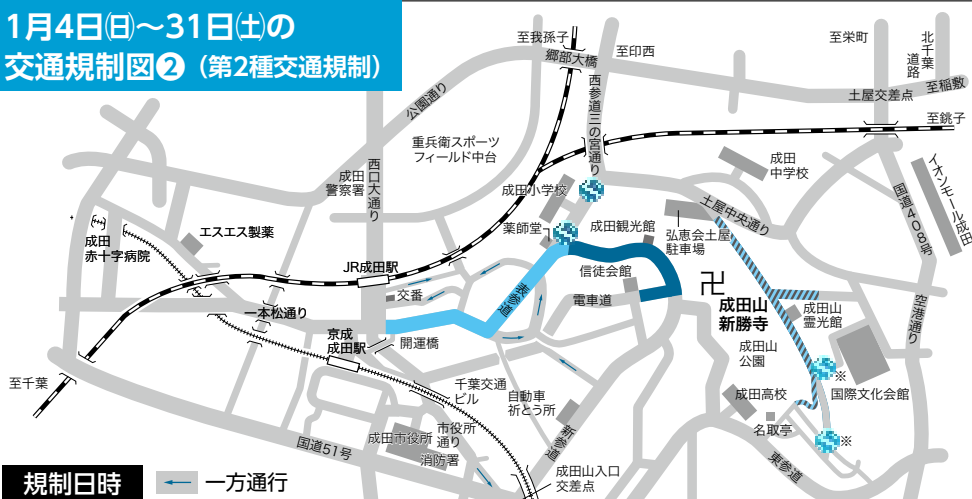 1月4日㈰～31日㈯の
交通規制図❷（第2種交通規制）
至我孫子
郷部大橋
至印西
至栄町
北千葉
道路
至稲敷
土屋交差点
至銚子
公園通り
西参道三の宮通り
重兵衛スポーツ
フィールド中台
成田
中学校
イオンモール成田
西口大通り
成田
警察署
成田小学校
国道408号
土屋中央通り
薬師堂
成田観光館
弘恵会土屋
駐車場
エスエス製薬
成田
赤十字病院
JR成田駅
信徒会館
卍
成田山
新勝寺
交番
表参道
電車道
成田山
霊光館
空港通り
一本松通り
京成
成田駅
開運橋
成田山
公園
至千葉
千葉交通
ビル
自動車
祈とう所
成田高校
国際文化会館
※
名取亭
※
国道51号
成田市役所
市役所
通り
消防署
新参道
東参道
成田山入口
交差点
規制日時
一方通行